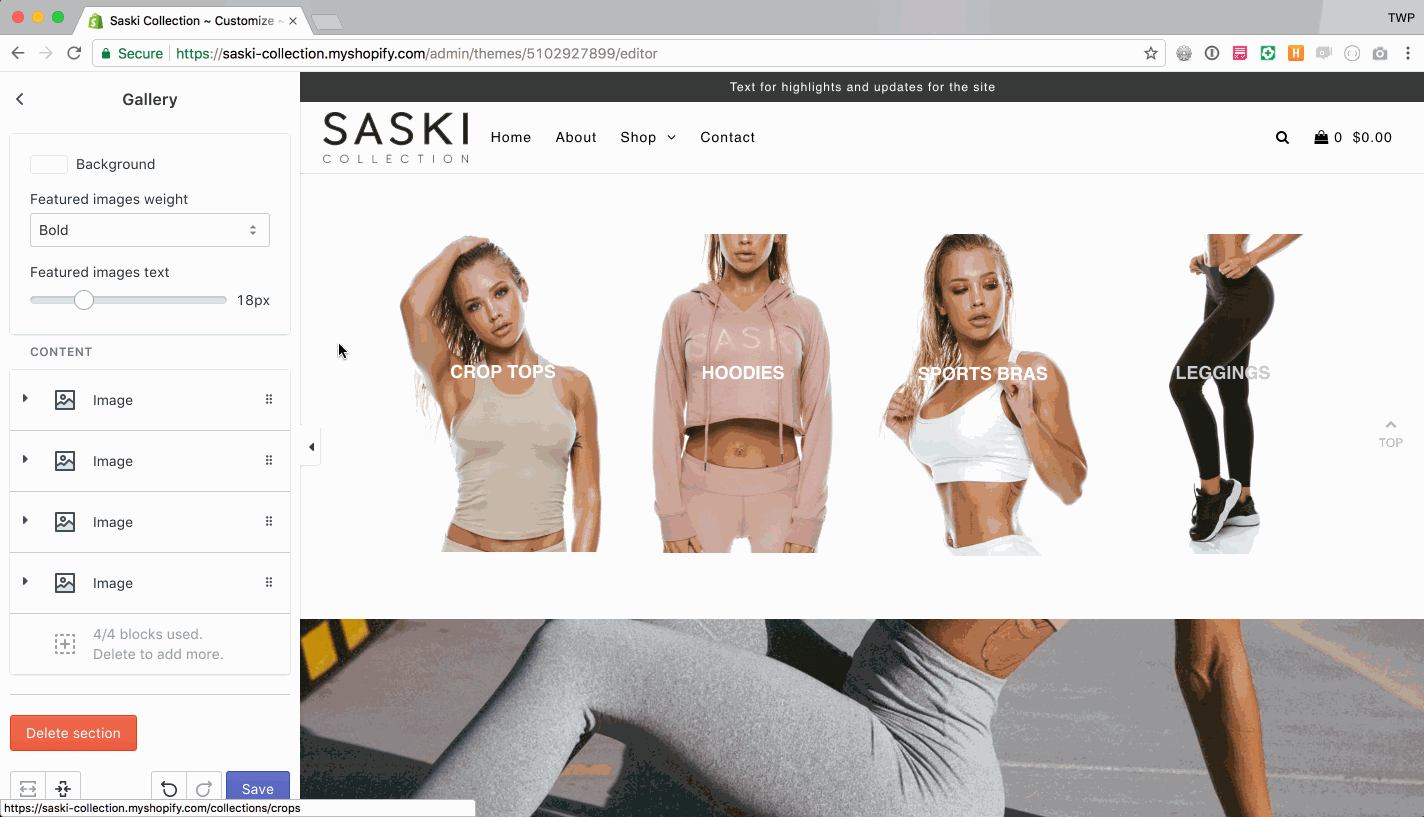 Saski Collection ~ Customize ~
TWP
Secure https://saski-collection.myshopify.com/admin/themes/5102927899/editor
Gallery
Background
Featured images weight
Bold
Featured images text
18px
CONTENT
Image
Image
Image
Image
4/4 blocks used.
Delete to add more.
Delete section
Save
https://saski-collection.myshopify.com/collections/crops
Text for highlights and updates for the site
SASKI
COLLECTION
Home About Shop Contact
0 $0.00
CROP TOPS
SASKI
HOODIES
SPORTS BRAS
LEGGINGS
TOP